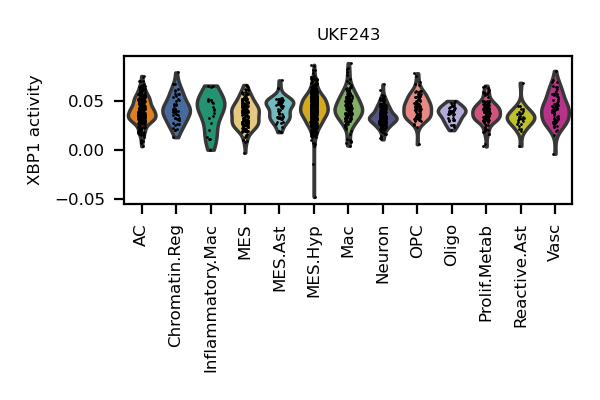 UKF243
XBP1 activity
0.05
0.00
−0.05
AC
Chromatin.Reg
Inflammatory.Mac
MES
MES.Ast
MES.Hyp
Mac
Neuron
OPC
Oligo
Prolif.Metab
Reactive.Ast
Vasc